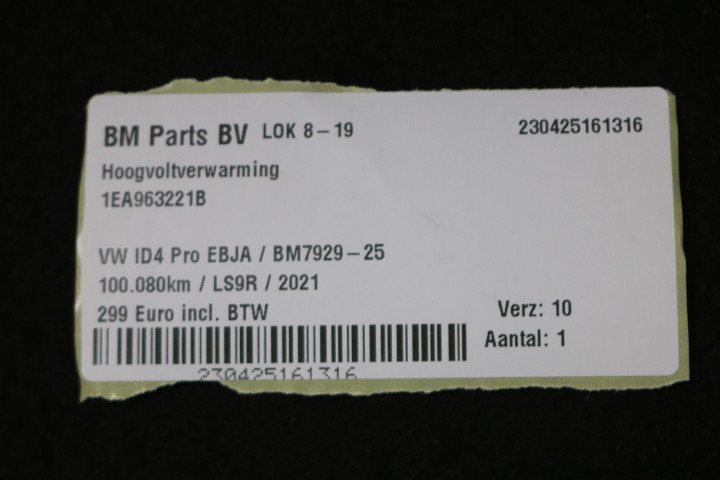 BM Parts BV LOK 8-19 230425161316
Hoogvoltverwarming
1EA963221B
VW ID4 Pro EBJA / BM7929-25
100.080km / LS9R / 2021
299 Euro incl. BTW Verz: 10
Aantal: 1
230425161316